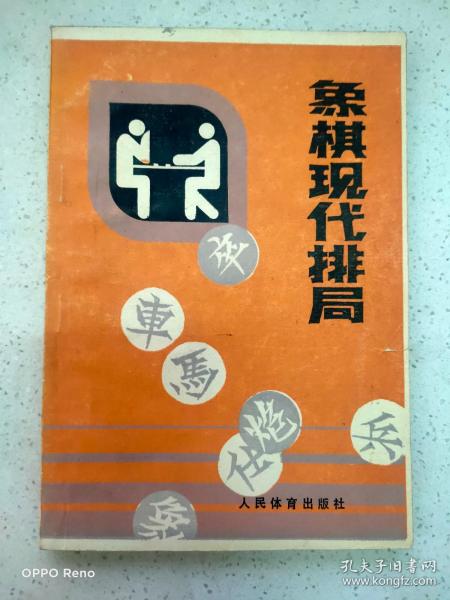 象棋现代排局
車
馬
炮
仕
兵
象
人民体育出版社
OPPO Reno
孔夫子旧书网
www.kongfz.com